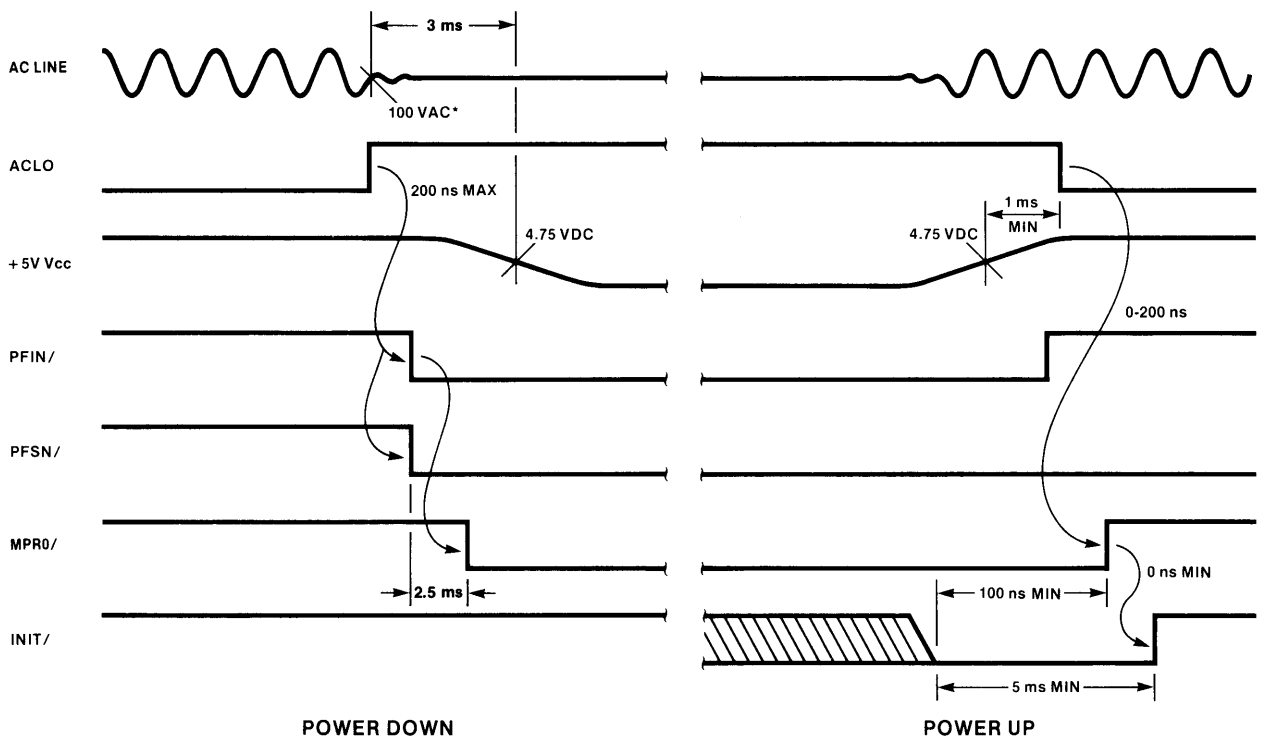 3 ms
AC LINE
100 VAC*
ACLO
200 ns MAX
1 ms
MIN
4.75 VDC
4.75 VDC
+5V Vcc
0-200 ns
PFIN/
PFSN/
MPRO/
0 ns MIN
2.5 ms
100 ns MIN
INIT/
5 ms MIN
POWER DOWN
POWER UP